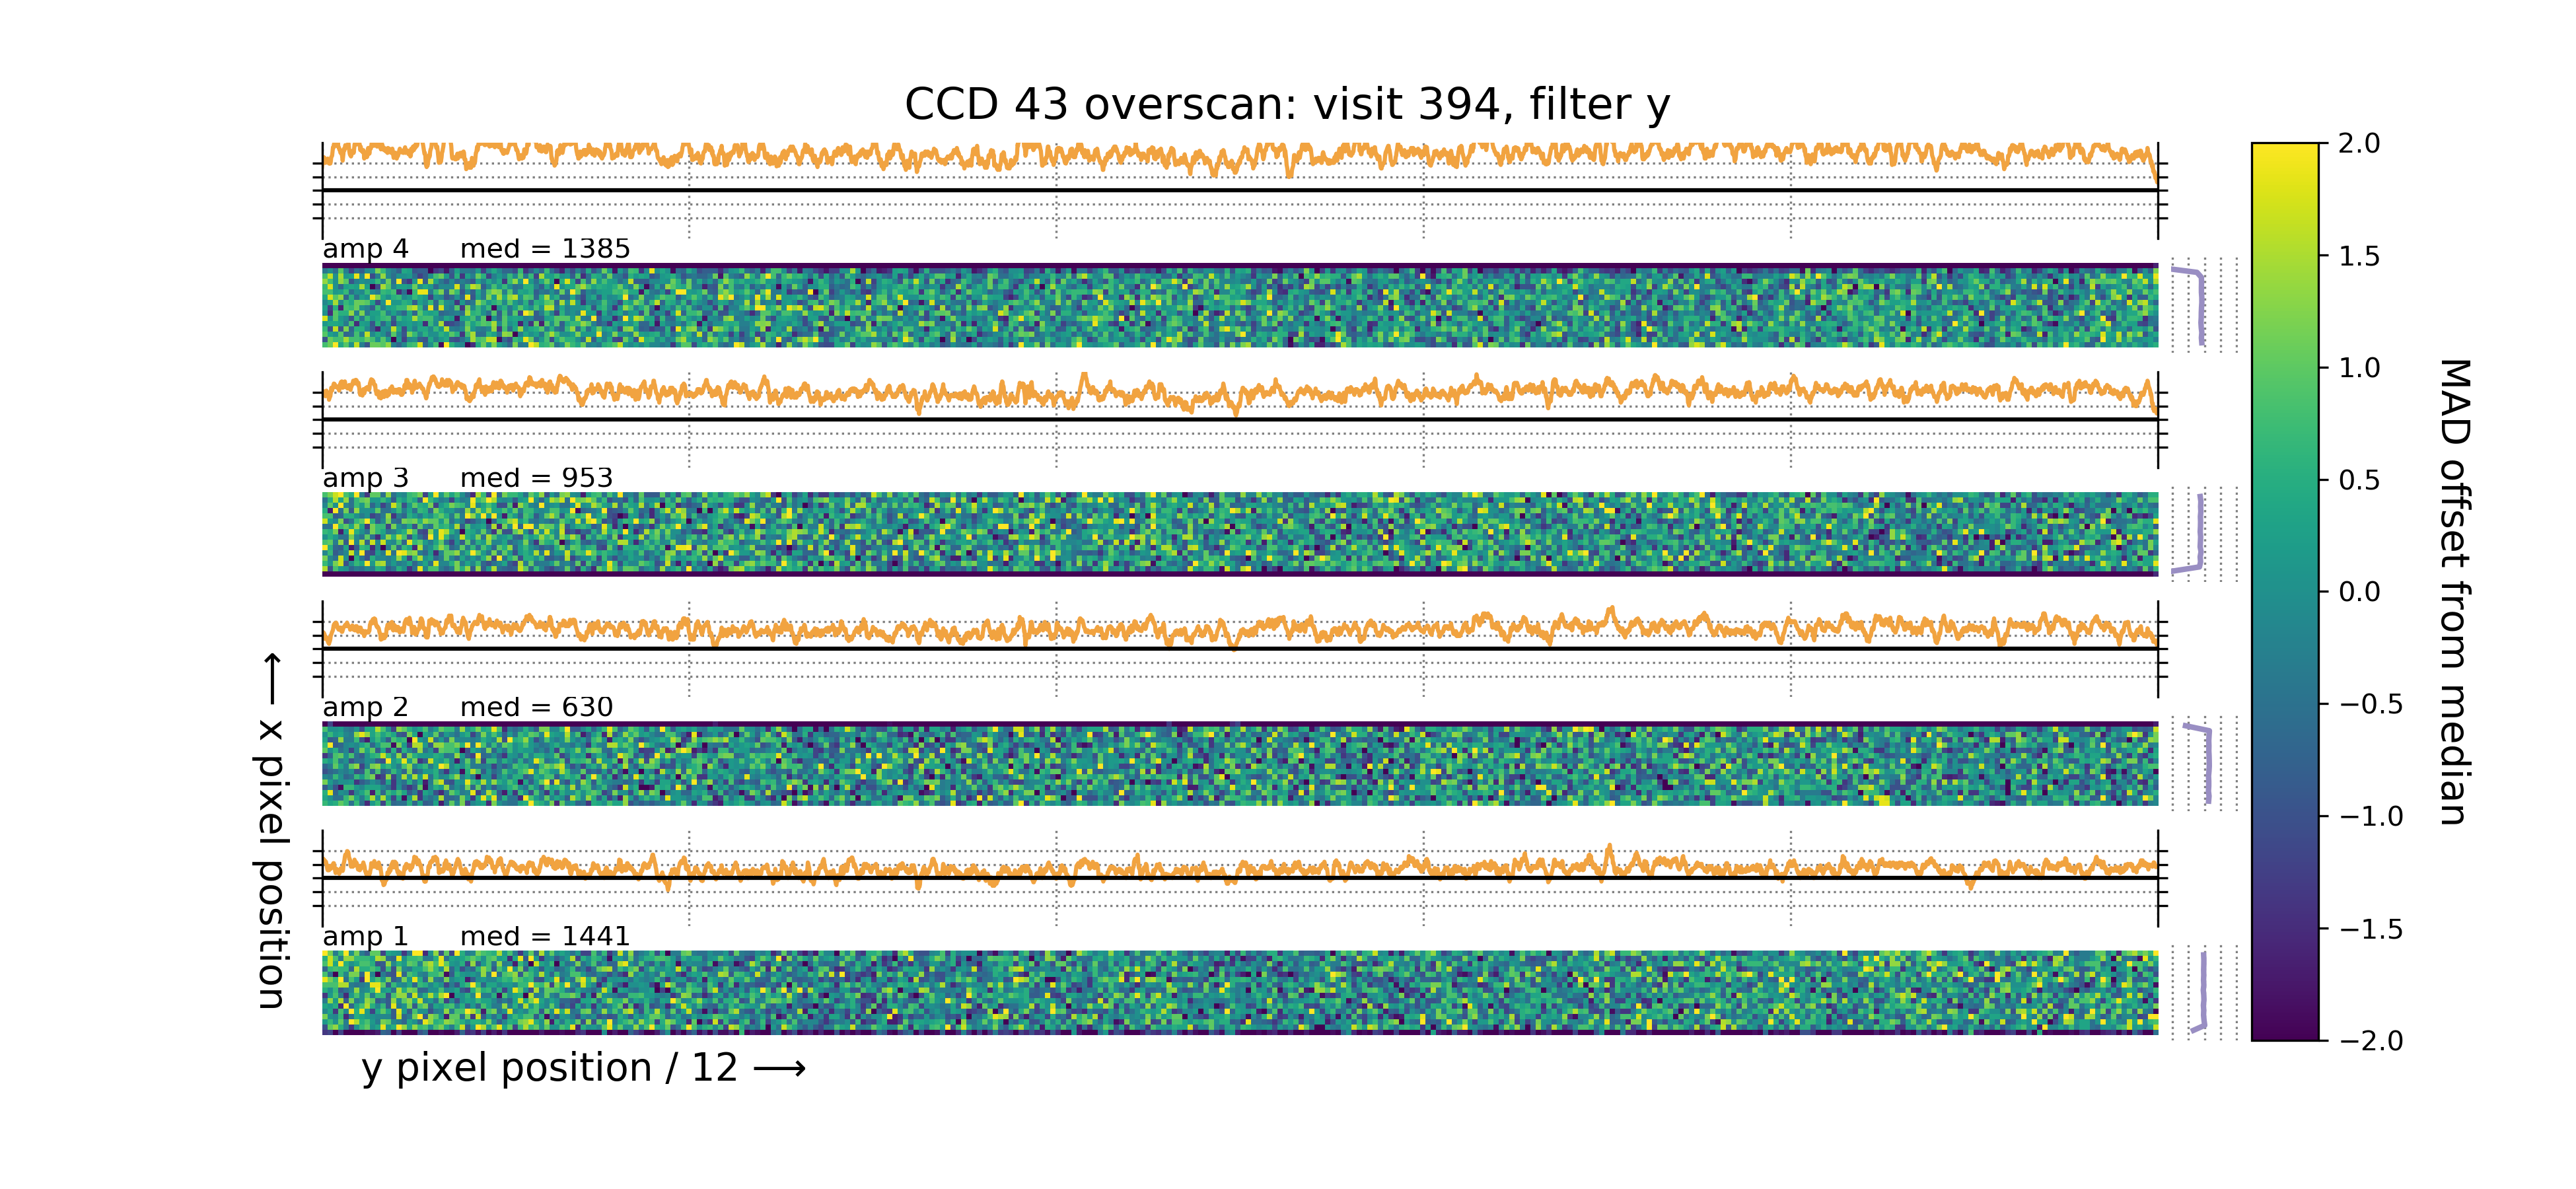 CCD 43 overscan: visit 394, filter y
amp 4 med = 1385
amp 3 med = 953
amp 2 med = 630
amp 1 med = 1441
⟵ x pixel position
y pixel position / 12 ⟶
2.0
1.5
1.0
0.5
0.0
−0.5
−1.0
−1.5
−2.0
MAD offset from median